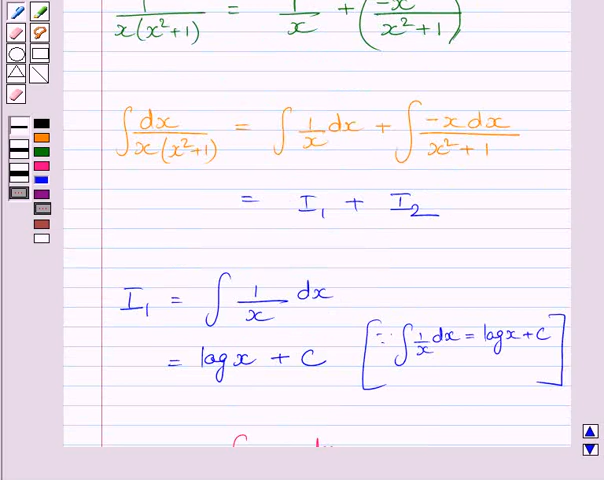 1/x(x²+1) = 1/x + (-x/x²+1)
∫ dx/x(x²+1) = ∫ 1/x dx + ∫ -x dx/x²+1
= I₁ + I₂
I₁ = ∫ 1/x dx
= log x + C [∵ ∫ 1/x dx = log x + C]